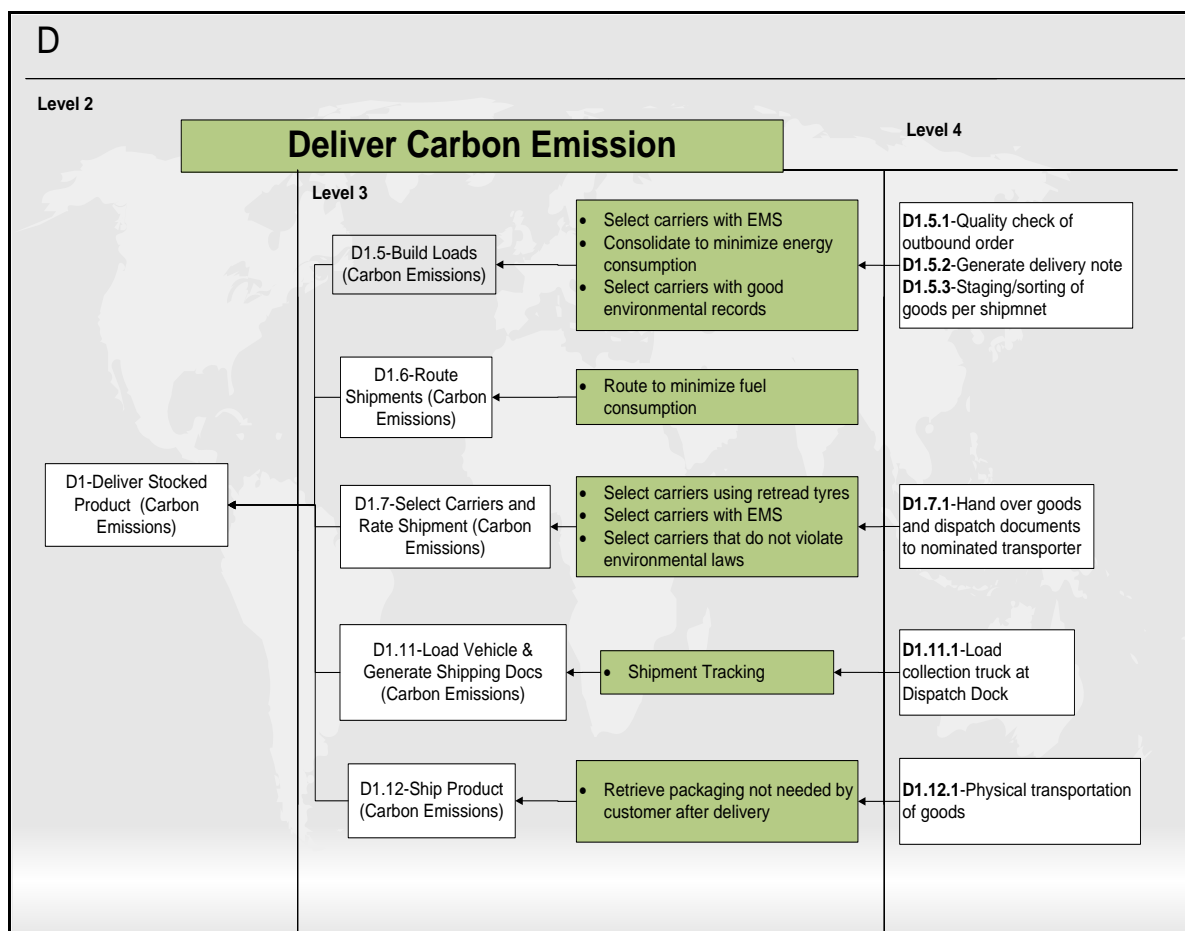 D
Level 2
Deliver Carbon Emission
Level 4
Level 3
D1.5-Build Loads
(Carbon Emissions)
• Select carriers with EMS
• Consolidate to minimize energy
consumption
• Select carriers with good
environmental records
D1.5.1-Quality check of
outbound order
D1.5.2-Generate delivery note
D1.5.3-Staging/sorting of
goods per shipmnet
D1.6-Route
Shipments (Carbon
Emissions)
• Route to minimize fuel
consumption
D1-Deliver Stocked
Product (Carbon
Emissions)
D1.7-Select Carriers and
Rate Shipment (Carbon
Emissions)
• Select carriers using retread tyres
• Select carriers with EMS
• Select carriers that do not violate
environmental laws
D1.7.1-Hand over goods
and dispatch documents
to nominated transporter
D1.11-Load Vehicle &
Generate Shipping Docs
(Carbon Emissions)
• Shipment Tracking
D1.11.1-Load
collection truck at
Dispatch Dock
D1.12-Ship Product
(Carbon Emissions)
• Retrieve packaging not needed by
customer after delivery
D1.12.1-Physical transportation
of goods